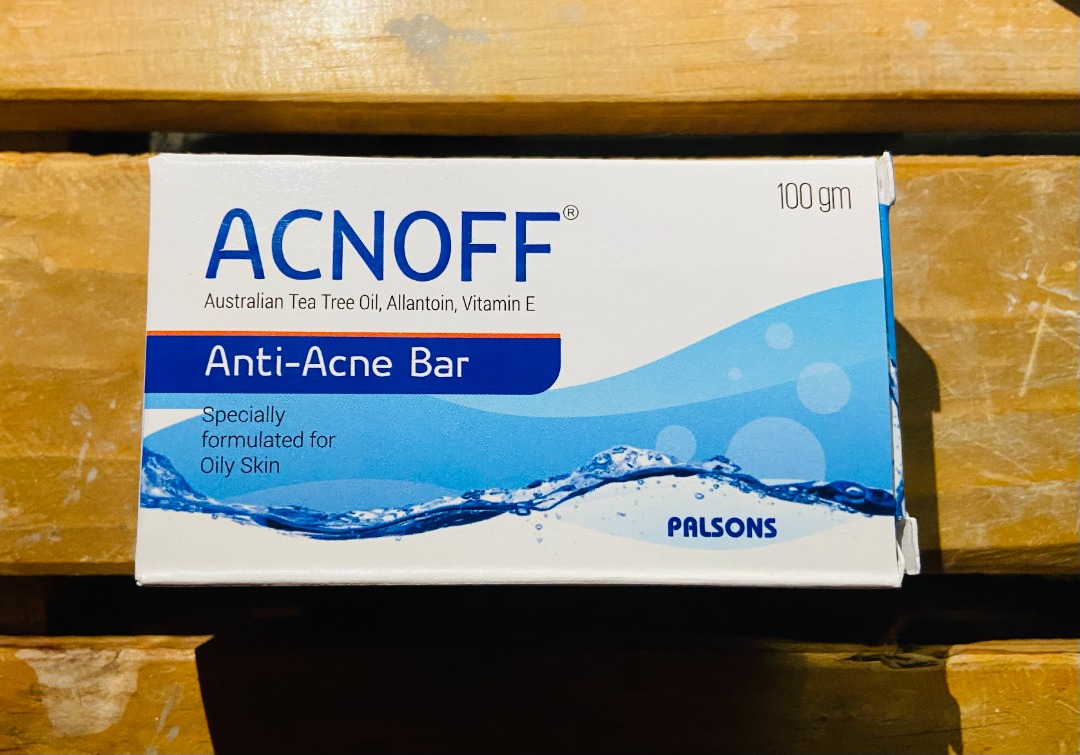 100 gm
ACNOFF®
Australian Tea Tree Oil, Allantoin, Vitamin E
Anti-Acne Bar
Specially
formulated for
Oily Skin
PALSONS